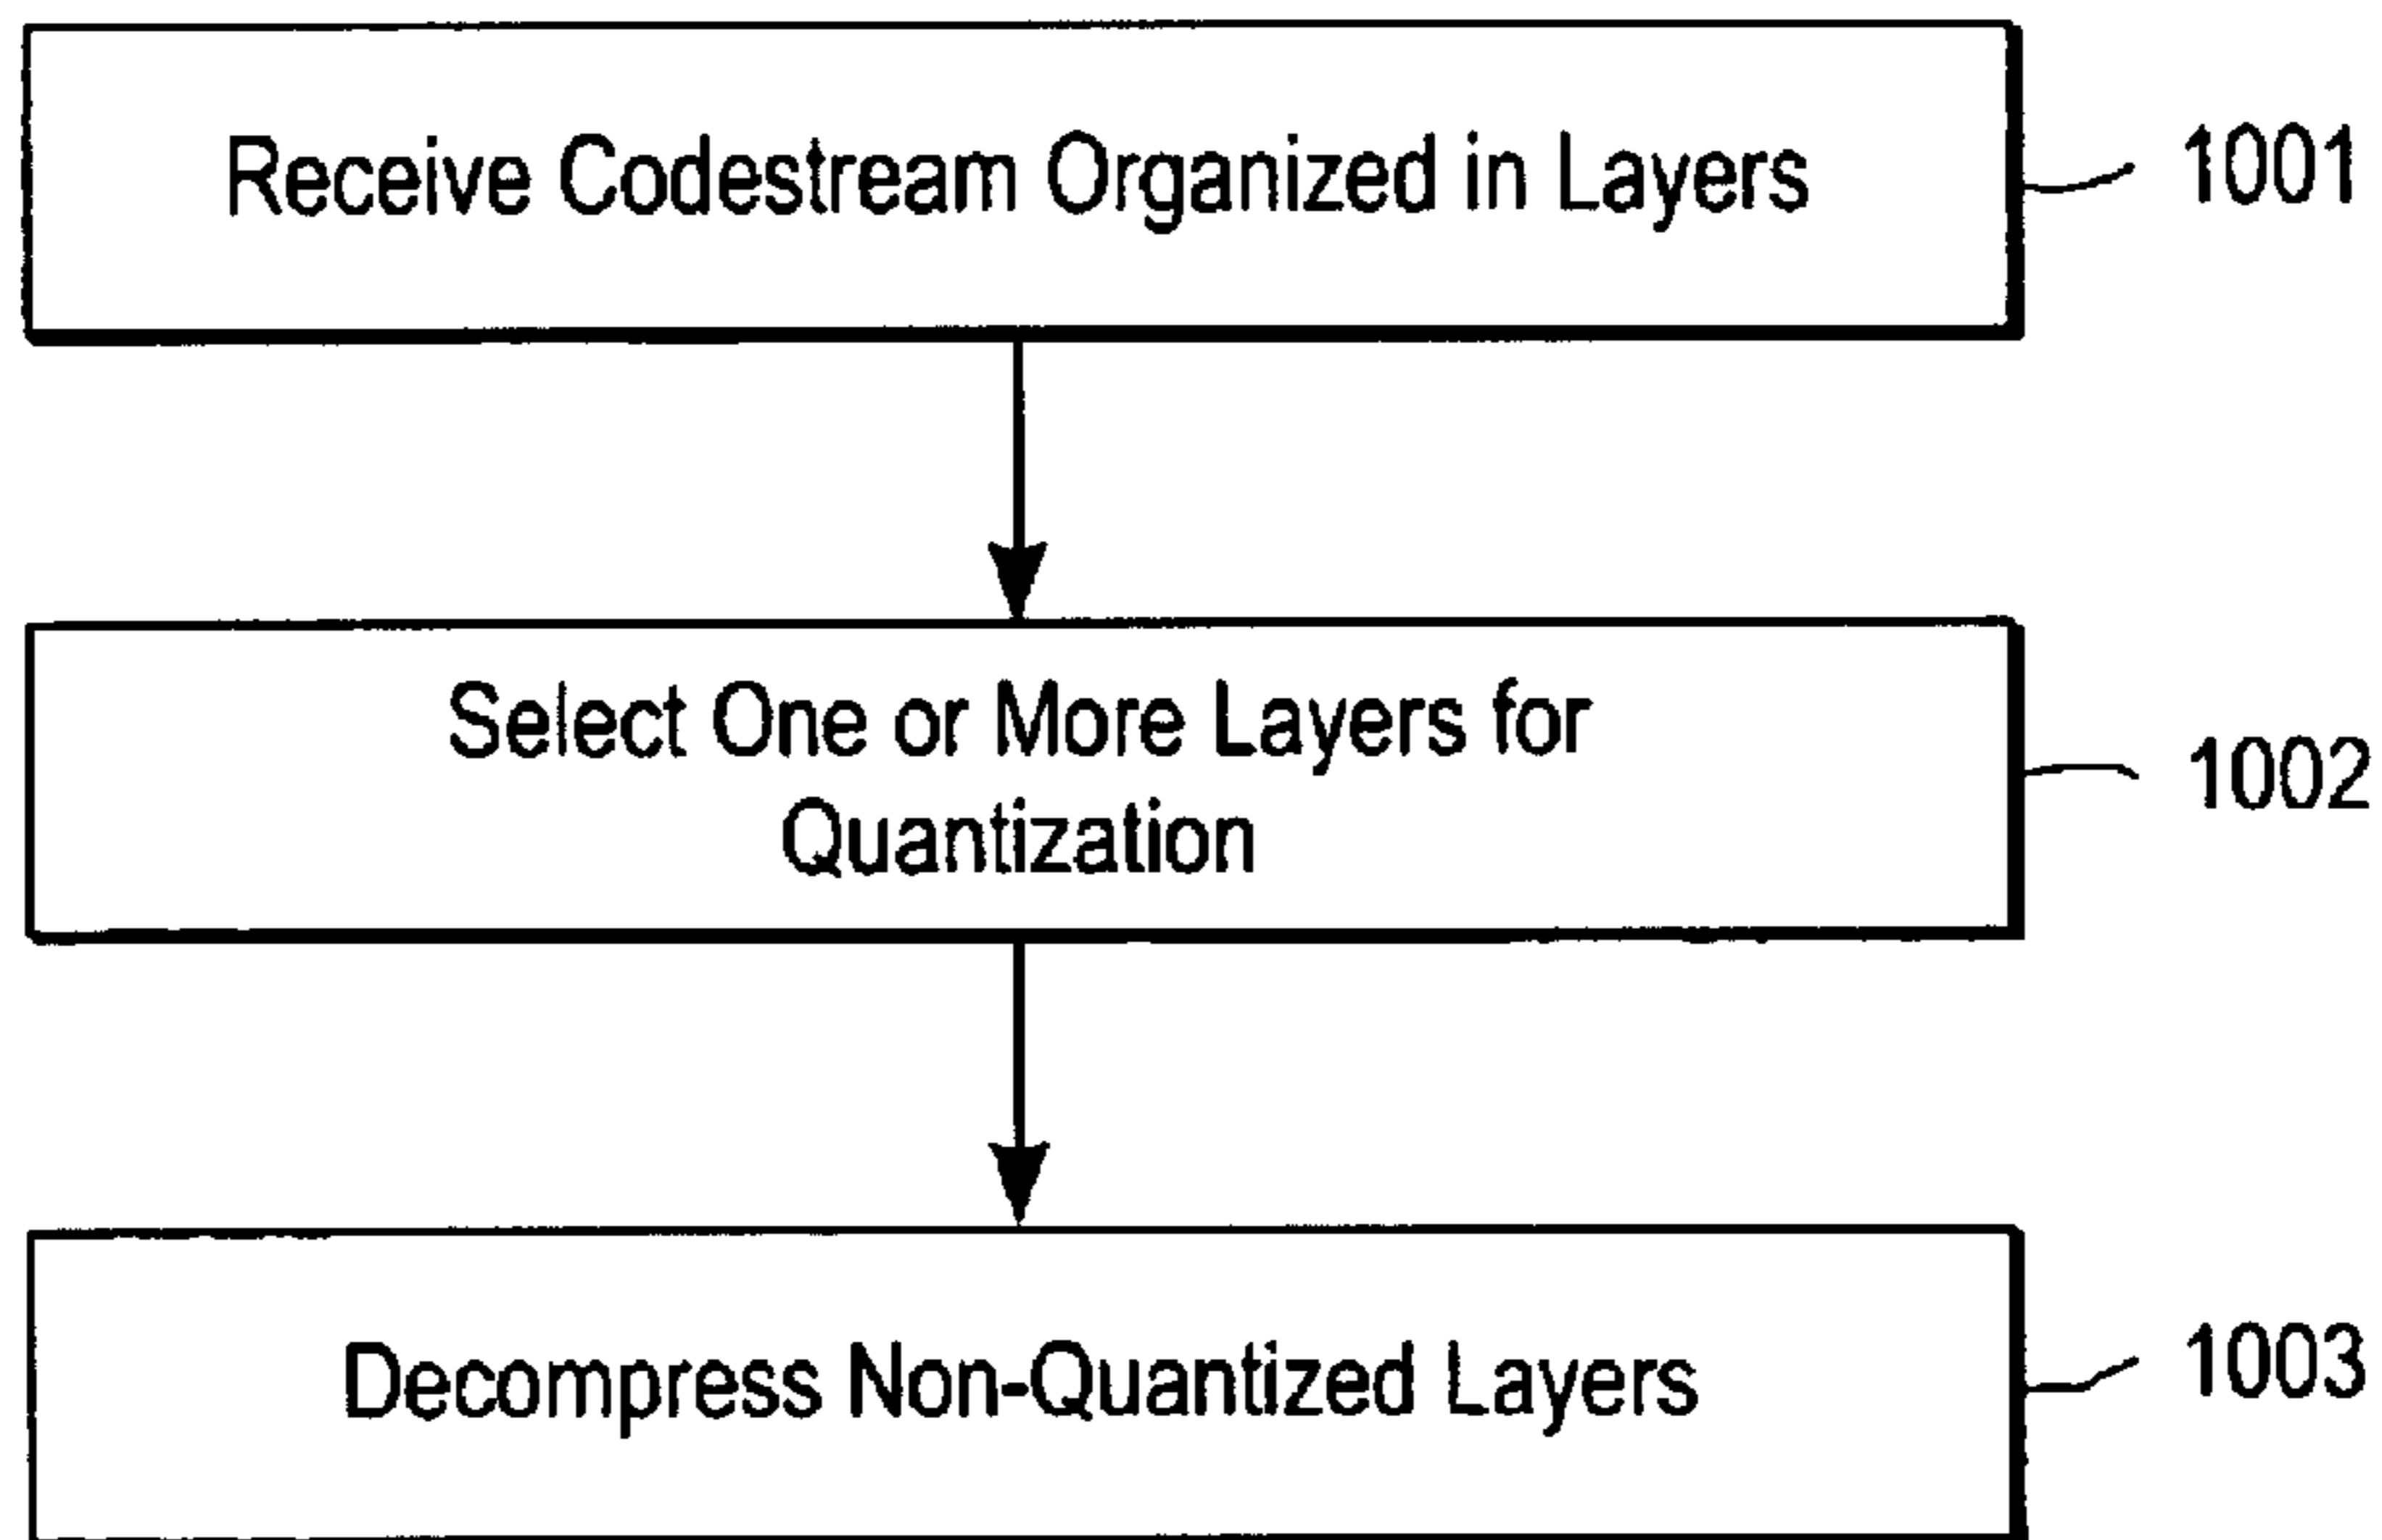 Receive Codestream Organized in Layers
1001
Select One or More Layers for
Quantization
1002
Decompress Non-Quantized Layers
1003